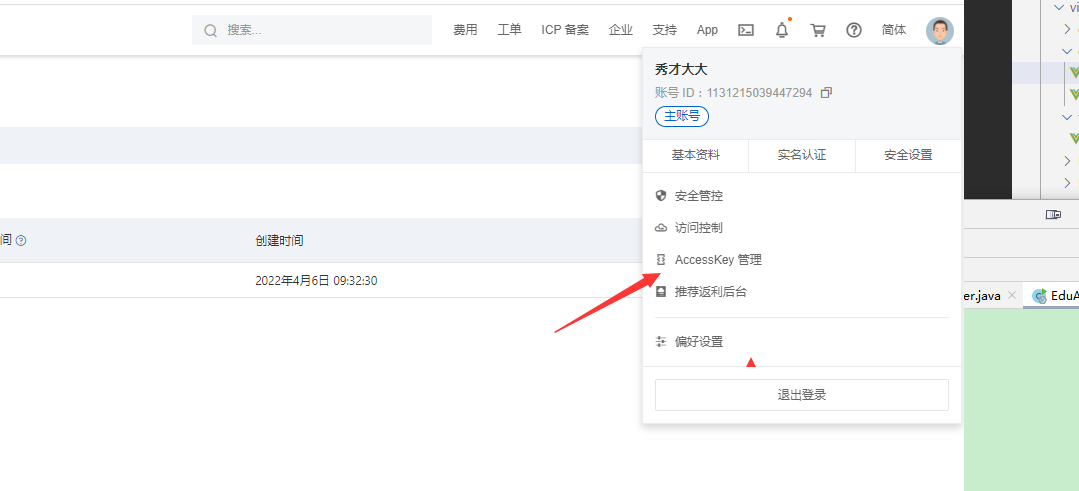 搜索...
费用 工单 ICP 备案 企业 支持 App 简体
秀才大大
账号 ID：1131215039447294
主账号
基本资料 实名认证 安全设置
安全管控
访问控制
AccessKey 管理
推荐返利后台
偏好设置
退出登录
间 创建时间
2022年4月6日 09:32:30
vi
er.java EduA